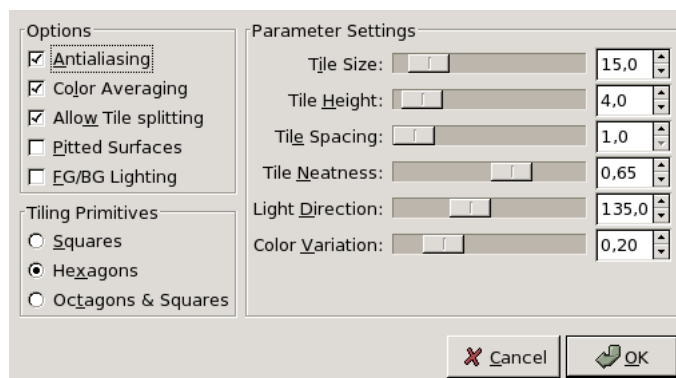 Options
Antialiasing
Color Averaging
Allow Tile splitting
Pitted Surfaces
FG/BG Lighting
Tiling Primitives
Squares
Hexagons
Octagons & Squares
Parameter Settings
Tile Size: 15,0
Tile Height: 4,0
Tile Spacing: 1,0
Tile Neatness: 0,65
Light Direction: 135,0
Color Variation: 0,20
Cancel
OK